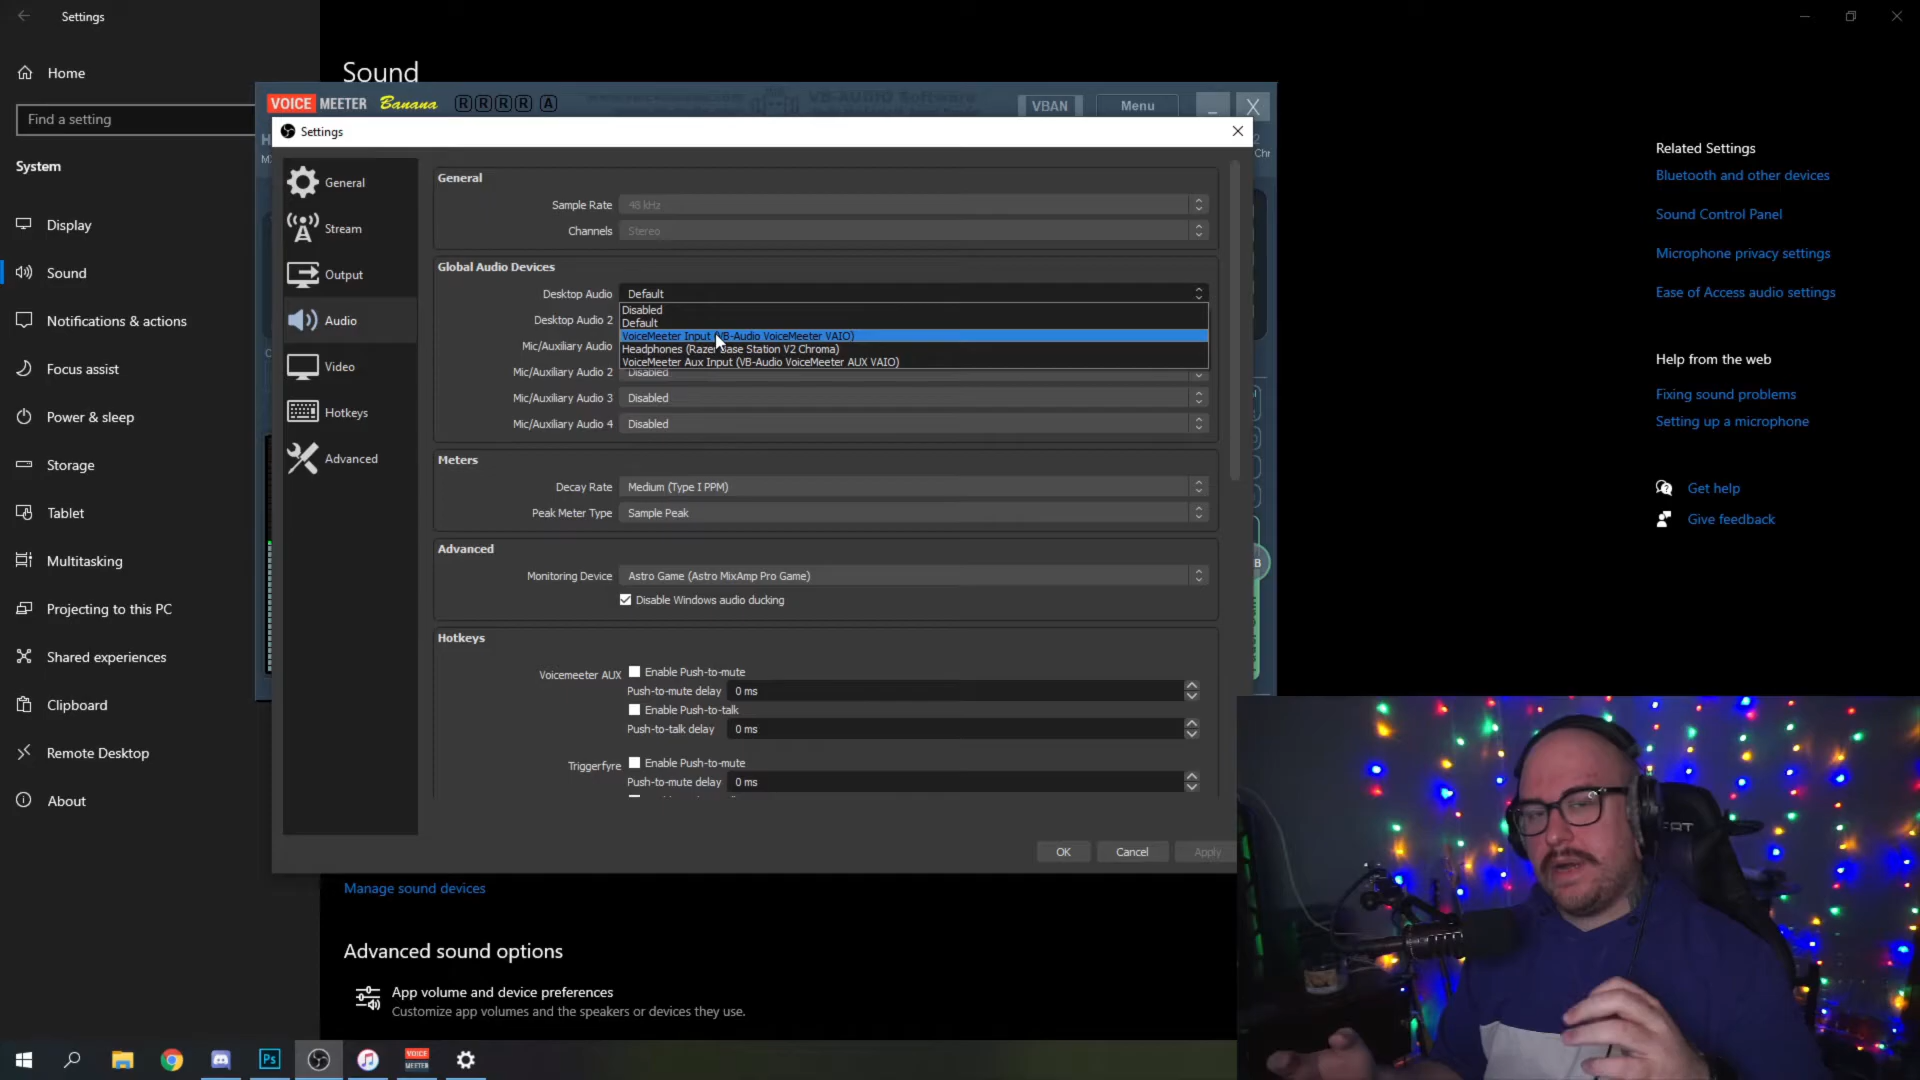 Settings
Home
Find a setting
System
Display
Sound
Notifications & actions
Focus assist
Power & sleep
Storage
Tablet
Multitasking
Projecting to this PC
Shared experiences
Clipboard
Remote Desktop
About
Sound
VOICE MEETER Banana
R R R R A
VB-AUDIO Software
VBAN
Menu
Settings
General
Stream
Output
Audio
Video
Hotkeys
Advanced
General
Sample Rate 48 kHz
Channels Stereo
Global Audio Devices
Desktop Audio Default
Disabled
Default
VoiceMeeter Input (VB-Audio VoiceMeeter VAIO)
Headphones (Razer Base Station V2 Chroma)
VoiceMeeter Aux Input (VB-Audio VoiceMeeter AUX VAIO)
Desktop Audio 2
Mic/Auxiliary Audio
Mic/Auxiliary Audio 2 Disabled
Mic/Auxiliary Audio 3 Disabled
Mic/Auxiliary Audio 4 Disabled
Meters
Decay Rate Medium (Type I PPM)
Peak Meter Type Sample Peak
Advanced
Monitoring Device Astro Game (Astro MixAmp Pro Game)
Disable Windows audio ducking
Hotkeys
Voicemeeter AUX Enable Push-to-mute
Push-to-mute delay 0 ms
Enable Push-to-talk
Push-to-talk delay 0 ms
Triggerfyre Enable Push-to-mute
Push-to-mute delay 0 ms
OK Cancel Apply
Manage sound devices
Advanced sound options
App volume and device preferences
Customize app volumes and the speakers or devices they use.
Related Settings
Bluetooth and other devices
Sound Control Panel
Microphone privacy settings
Ease of Access audio settings
Help from the web
Fixing sound problems
Setting up a microphone
Get help
Give feedback
Ps
VOICE
MEETER